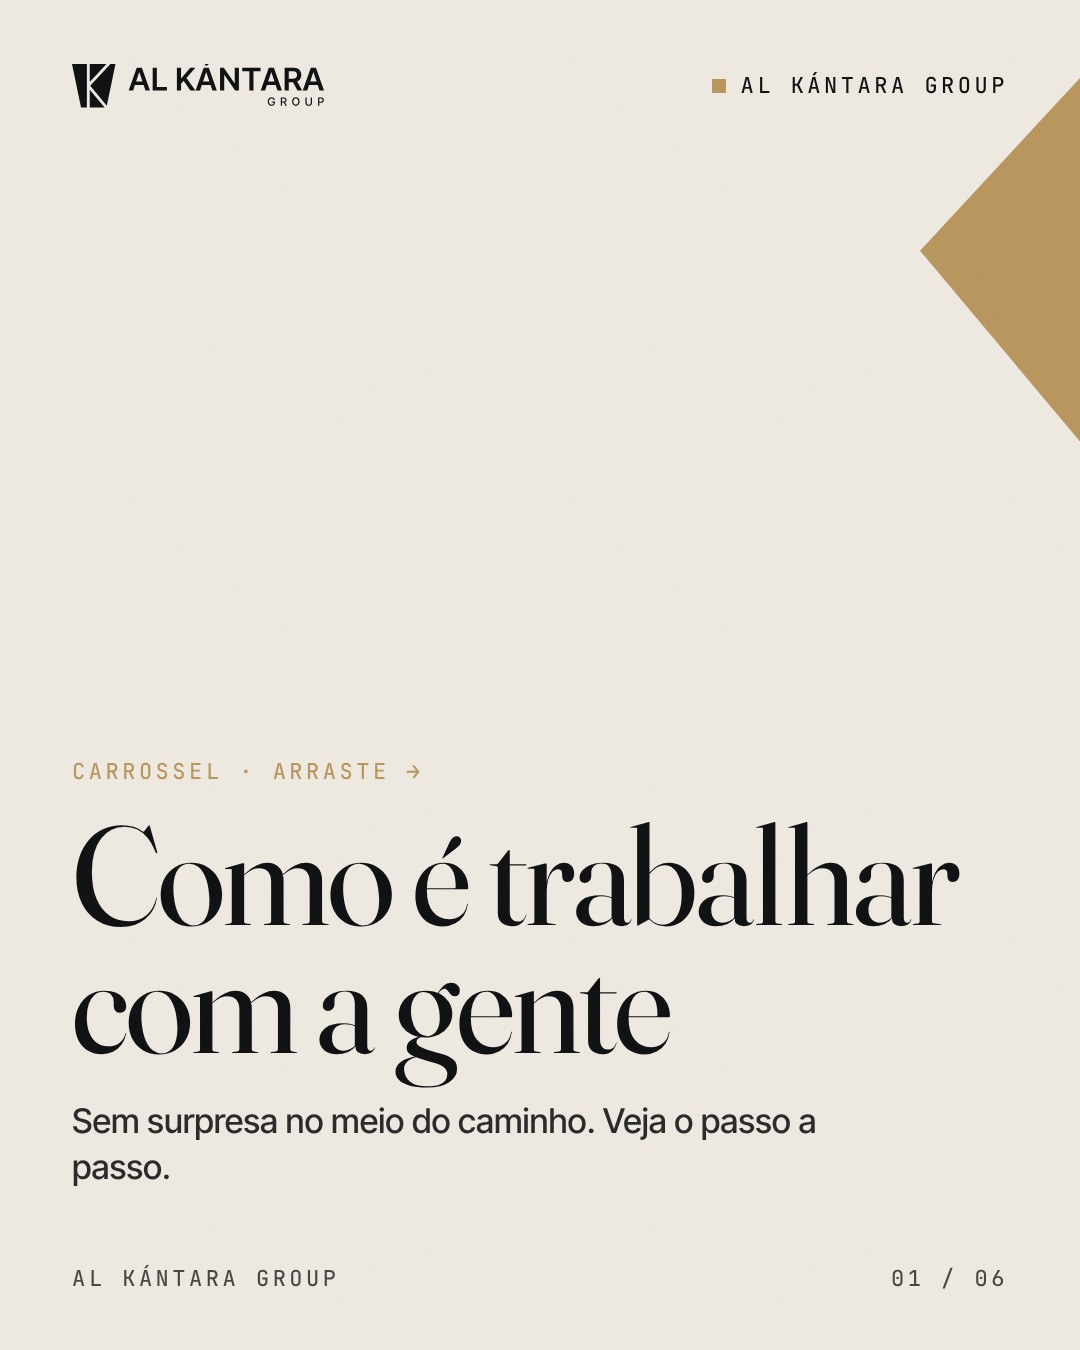 AL KÁNTARA
GROUP
AL KÁNTARA GROUP
CARROSSEL · ARRASTE →
Como é trabalhar
com a gente
Sem surpresa no meio do caminho. Veja o passo a
passo.
AL KÁNTARA GROUP
01 / 06